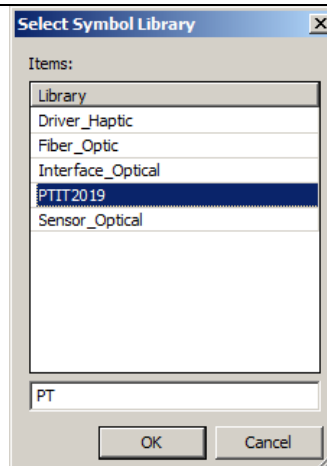 Select Symbol Library
Items:
Library
Driver_Haptic
Fiber_Optic
Interface_Optical
PTIT2019
Sensor_Optical
PT
OK Cancel